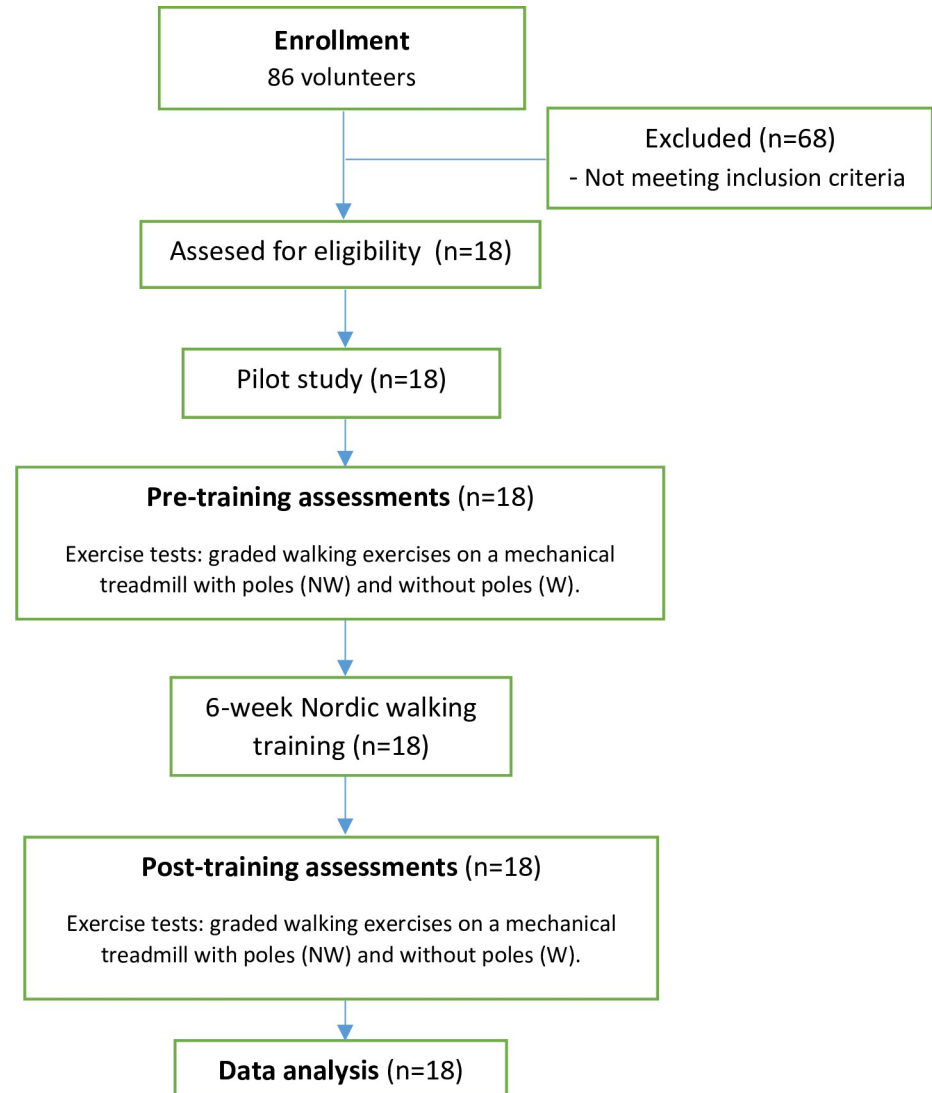 Enrollment
86 volunteers
Excluded (n=68)
- Not meeting inclusion criteria
Assesed for eligibility (n=18)
Pilot study (n=18)
Pre-training assessments (n=18)
Exercise tests: graded walking exercises on a mechanical
treadmill with poles (NW) and without poles (W).
6-week Nordic walking
training (n=18)
Post-training assessments (n=18)
Exercise tests: graded walking exercises on a mechanical
treadmill with poles (NW) and without poles (W).
Data analysis (n=18)